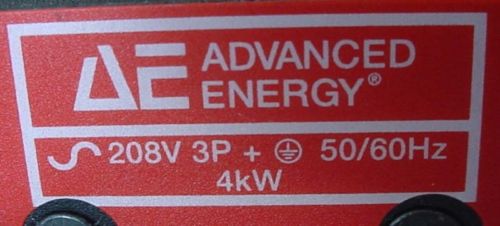 AE ADVANCED
ENERGY®
∿ 208V 3P + ⏚ 50/60Hz
4kW